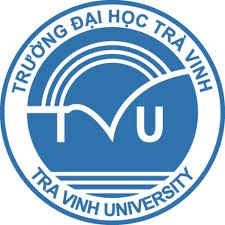 TRƯỜNG ĐẠI HỌC TRÀ VINH
TVU
TRA VINH UNIVERSITY